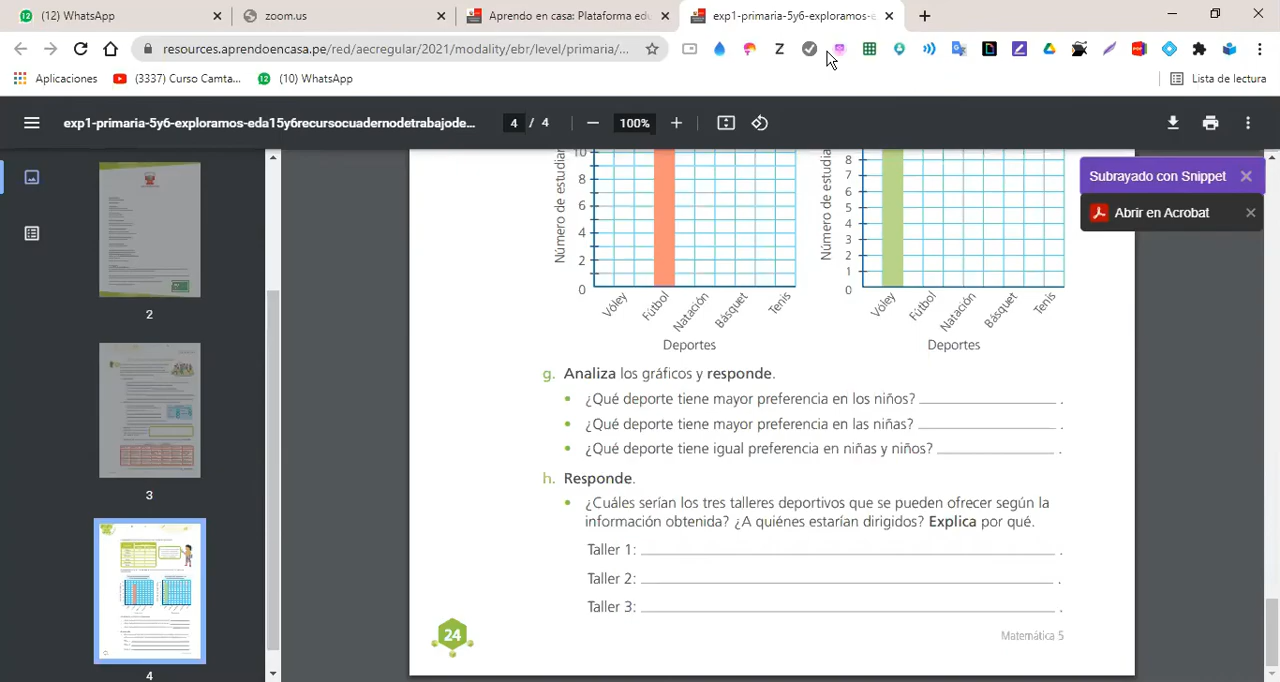 (12) WhatsApp
zoom.us
Aprendo en casa: Plataforma edu
exp1-primaria-5y6-exploramos-e
resources.aprendoencasa.pe/red/aecregular/2021/modality/ebr/level/primaria/...
Aplicaciones
(3337) Curso Camta...
(10) WhatsApp
Lista de lectura
exp1-primaria-5y6-exploramos-eda15y6recursocuadernodetrabajode...
4 / 4
100%
Subrayado con Snippet
Abrir en Acrobat
2
3
4
Número de estudian
10
8
6
4
2
0
Vóley
Fútbol
Natación
Básquet
Tenis
Deportes
Número de estudia
8
7
6
5
4
3
2
1
0
Vóley
Fútbol
Natación
Básquet
Tenis
Deportes
g. Analiza los gráficos y responde.
• ¿Qué deporte tiene mayor preferencia en los niños? ____________ .
• ¿Qué deporte tiene mayor preferencia en las niñas? ____________ .
• ¿Qué deporte tiene igual preferencia en niñas y niños? ____________ .
h. Responde.
• ¿Cuáles serían los tres talleres deportivos que se pueden ofrecer según la
información obtenida? ¿A quiénes estarían dirigidos? Explica por qué.
Taller 1: ____________ .
Taller 2: ____________ .
Taller 3: ____________ .
24
Matemática 5